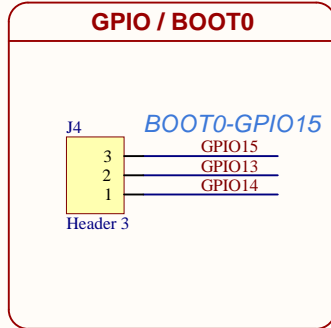 GPIO / BOOT0
J4
BOOT0-GPIO15
3 GPIO15
2 GPIO13
1 GPIO14
Header 3